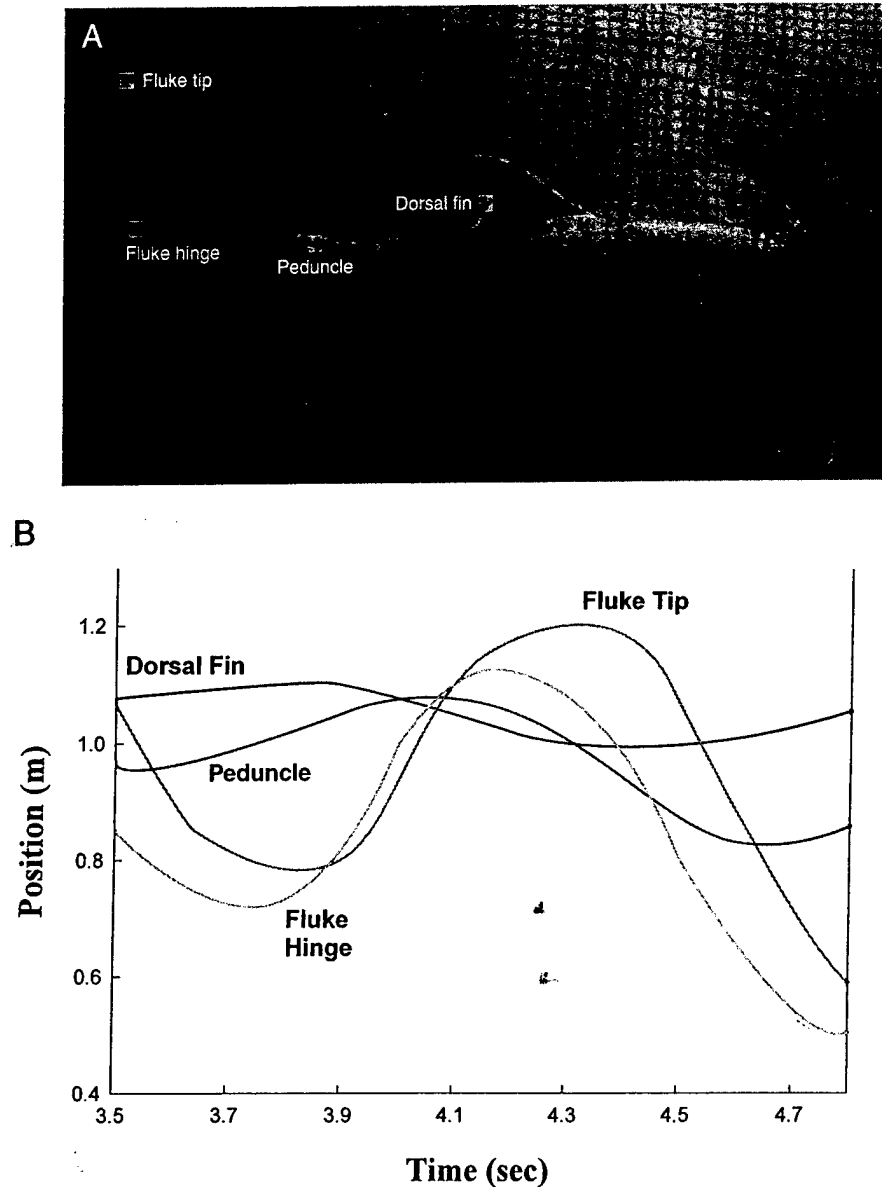 A
Fluke tip
Dorsal fin
Fluke hinge
Peduncle
B
Fluke Tip
1.2
Dorsal Fin
1.0
Peduncle
Position (m)
0.8
Fluke
Hinge
0.6
0.4
3.5 3.7 3.9 4.1 4.3 4.5 4.7
Time (sec)